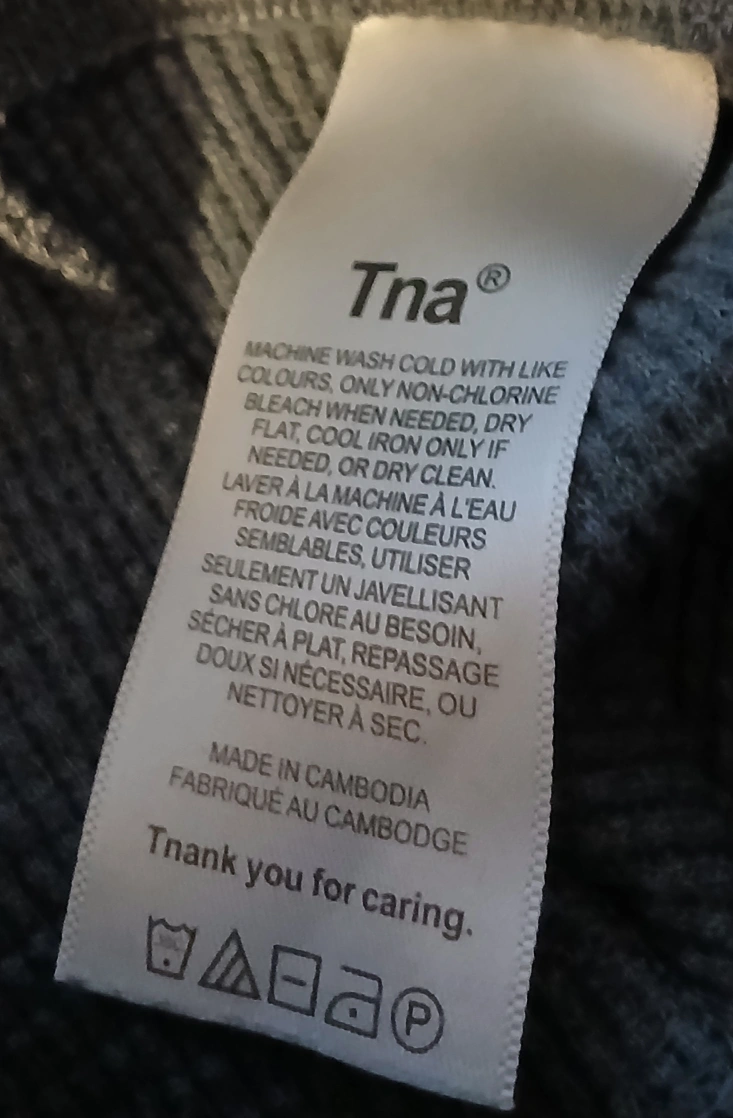 Tna®
MACHINE WASH COLD WITH LIKE
COLOURS, ONLY NON-CHLORINE
BLEACH WHEN NEEDED, DRY
FLAT, COOL IRON ONLY IF
NEEDED, OR DRY CLEAN.
LAVER À LA MACHINE À L'EAU
FROIDE AVEC COULEURS
SEMBLABLES, UTILISER
SEULEMENT UN JAVELLISANT
SANS CHLORE AU BESOIN,
SÉCHER À PLAT, REPASSAGE
DOUX SI NÉCESSAIRE, OU
NETTOYER À SEC.
MADE IN CAMBODIA
FABRIQUÉ AU CAMBODGE
Tnank you for caring.
P